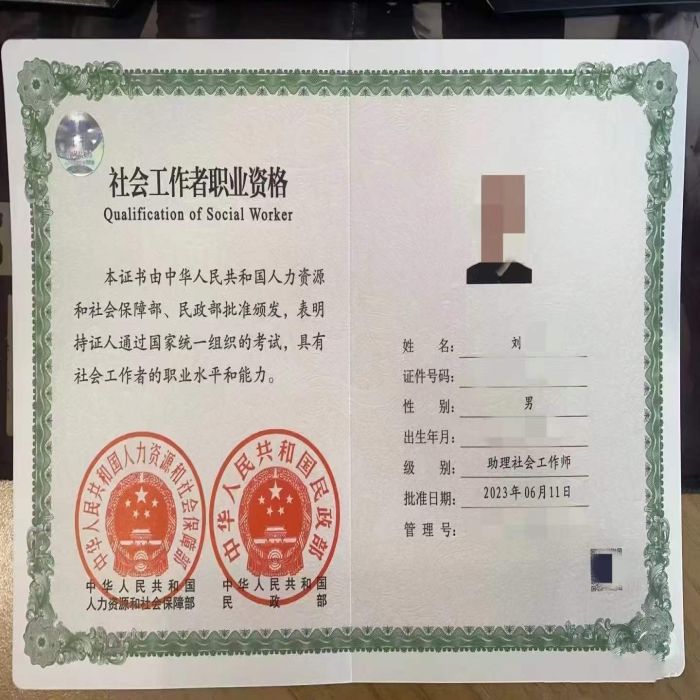 社会工作者职业资格
Qualification of Social Worker
本证书由中华人民共和国人力资源
和社会保障部、民政部批准颁发，表明
持证人通过国家统一组织的考试，具有
社会工作者的职业水平和能力。
中华人民共和国人力资源和社会保障部
中华人民共和国民政部
中华人民共和国
人力资源和社会保障部
中华人民共和国
民政部
姓名：刘
证件号码：
性别：男
出生年月：
级别：助理社会工作师
批准日期：2023年06月11日
管理号：